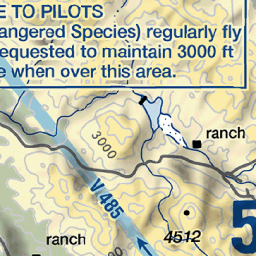 E TO PILOTS
angered Species) regularly fly
equested to maintain 3000 ft
e when over this area.
3000
ranch
V 485
5
ranch
4512